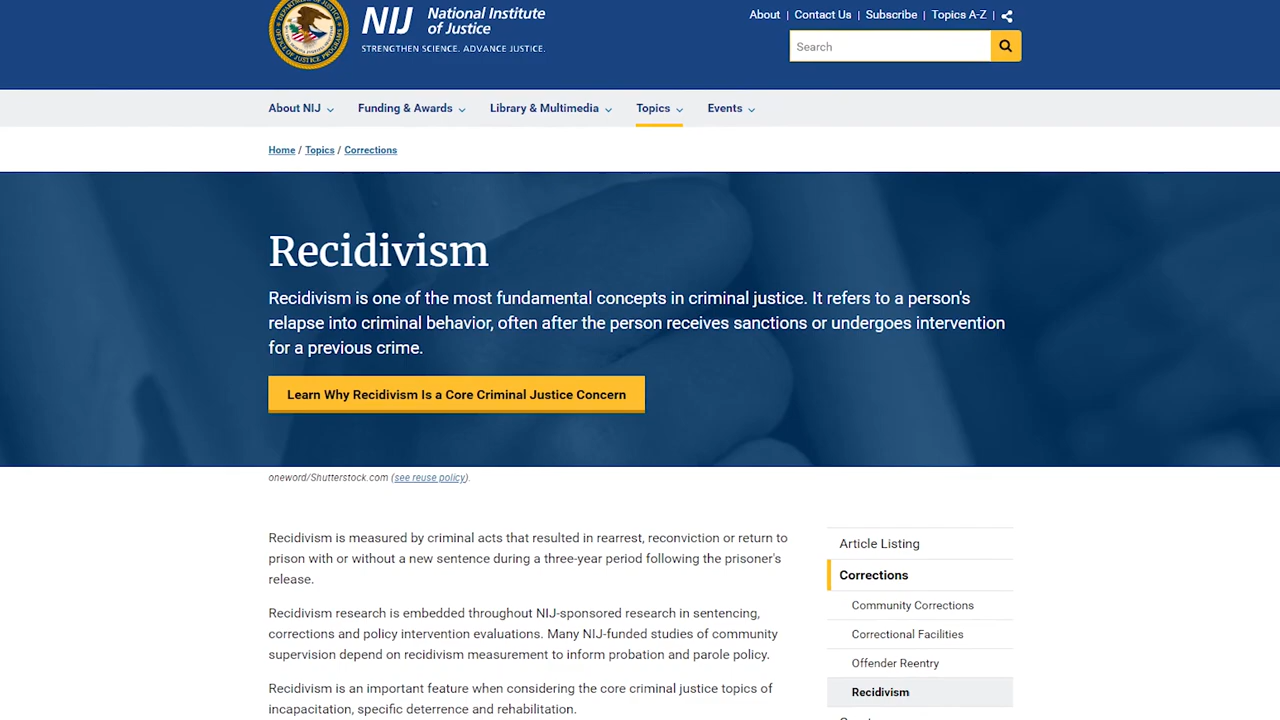 NIJ National Institute of Justice
STRENGTHEN SCIENCE. ADVANCE JUSTICE.
About | Contact Us | Subscribe | Topics A-Z |
Search
About NIJ Funding & Awards Library & Multimedia Topics Events
Home / Topics / Corrections
Recidivism
Recidivism is one of the most fundamental concepts in criminal justice. It refers to a person's
relapse into criminal behavior, often after the person receives sanctions or undergoes intervention
for a previous crime.
Learn Why Recidivism Is a Core Criminal Justice Concern
oneword/Shutterstock.com (see reuse policy).
Recidivism is measured by criminal acts that resulted in rearrest, reconviction or return to
prison with or without a new sentence during a three-year period following the prisoner's
release.
Recidivism research is embedded throughout NIJ-sponsored research in sentencing,
corrections and policy intervention evaluations. Many NIJ-funded studies of community
supervision depend on recidivism measurement to inform probation and parole policy.
Recidivism is an important feature when considering the core criminal justice topics of
incapacitation, specific deterrence and rehabilitation.
Article Listing
Corrections
Community Corrections
Correctional Facilities
Offender Reentry
Recidivism